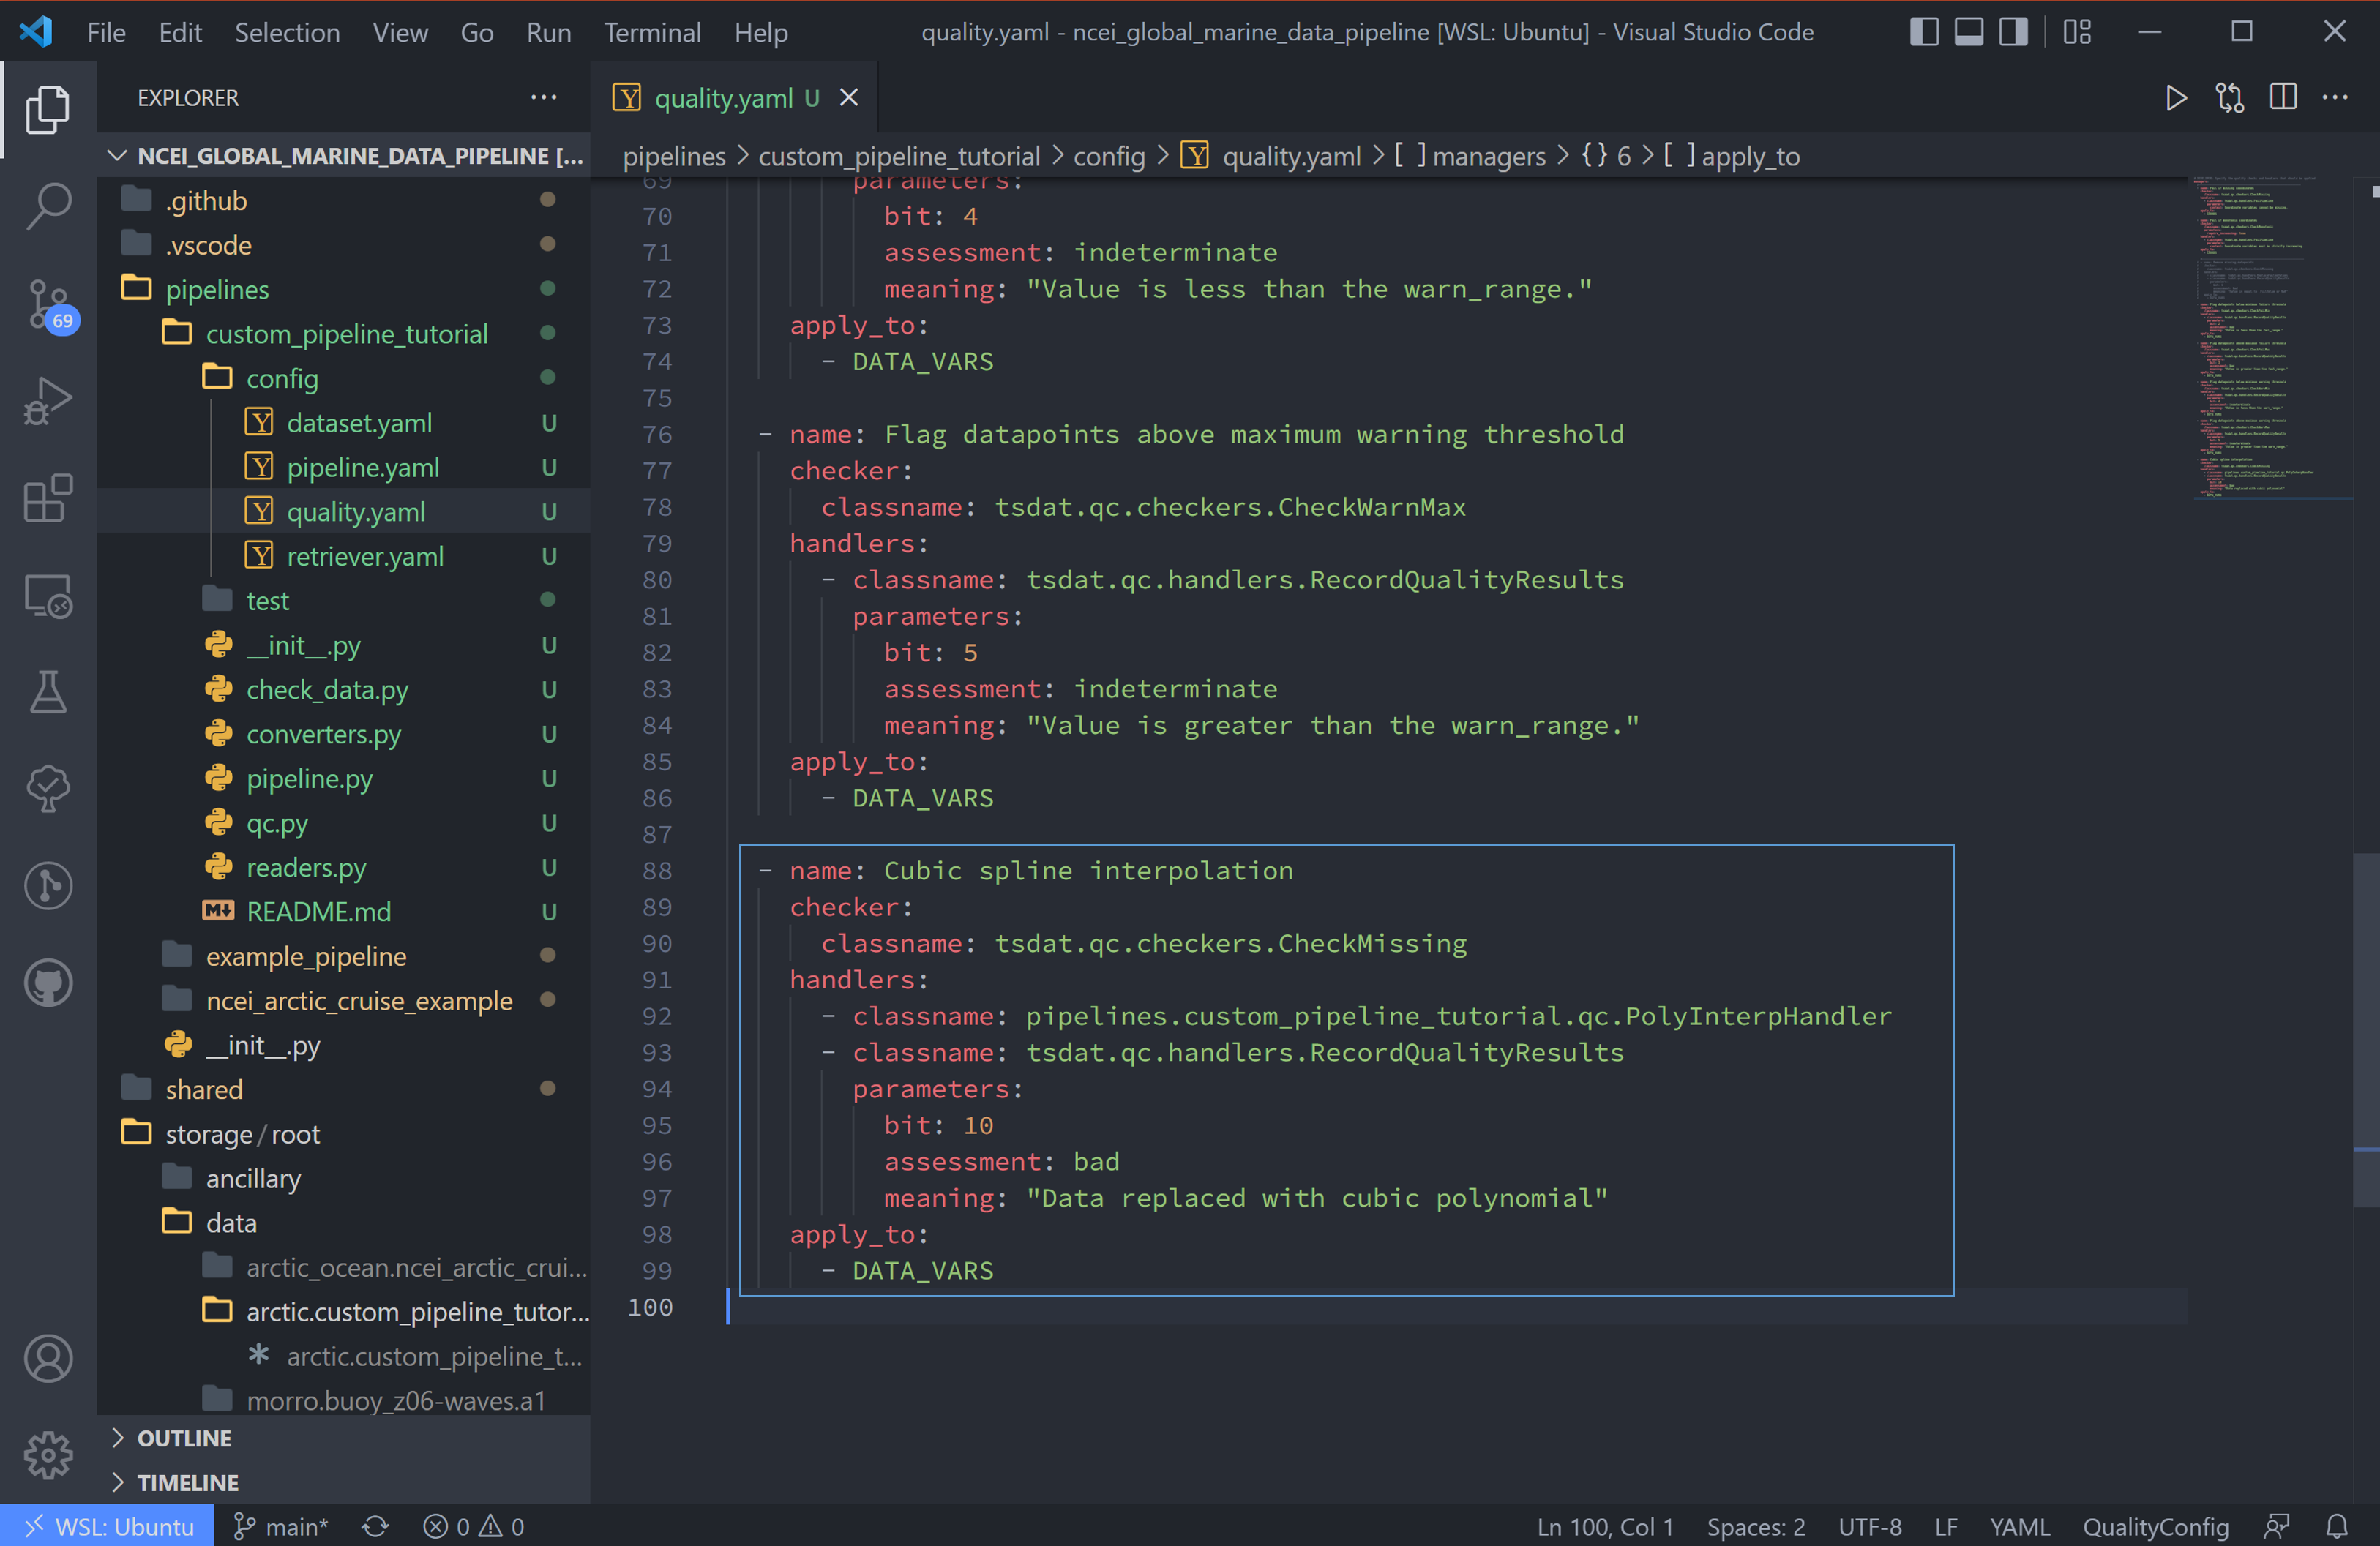 File Edit Selection View Go Run Terminal Help
quality.yaml - ncei_global_marine_data_pipeline [WSL: Ubuntu] - Visual Studio Code
EXPLORER
NCEI_GLOBAL_MARINE_DATA_PIPELINE [...
.github
.vscode
pipelines
custom_pipeline_tutorial
config
dataset.yaml U
pipeline.yaml U
quality.yaml U
retriever.yaml U
test
__init__.py U
check_data.py U
converters.py U
pipeline.py U
qc.py U
readers.py U
README.md U
example_pipeline
ncei_arctic_cruise_example
__init__.py
shared
storage/root
ancillary
data
arctic_ocean.ncei_arctic_crui...
arctic.custom_pipeline_tutor...
arctic.custom_pipeline_t...
morro.buoy_z06-waves.a1
OUTLINE
TIMELINE
69
quality.yaml U
pipelines > custom_pipeline_tutorial > config > quality.yaml > [ ] managers > {} 6 > [ ] apply_to
69 parameters:
70 bit: 4
71 assessment: indeterminate
72 meaning: "Value is less than the warn_range."
73 apply_to:
74 - DATA_VARS
75
76 - name: Flag datapoints above maximum warning threshold
77 checker:
78 classname: tsdat.qc.checkers.CheckWarnMax
79 handlers:
80 - classname: tsdat.qc.handlers.RecordQualityResults
81 parameters:
82 bit: 5
83 assessment: indeterminate
84 meaning: "Value is greater than the warn_range."
85 apply_to:
86 - DATA_VARS
87
88 - name: Cubic spline interpolation
89 checker:
90 classname: tsdat.qc.checkers.CheckMissing
91 handlers:
92 - classname: pipelines.custom_pipeline_tutorial.qc.PolyInterpHandler
93 - classname: tsdat.qc.handlers.RecordQualityResults
94 parameters:
95 bit: 10
96 assessment: bad
97 meaning: "Data replaced with cubic polynomial"
98 apply_to:
99 - DATA_VARS
100
WSL: Ubuntu main* 0 0
Ln 100, Col 1 Spaces: 2 UTF-8 LF YAML QualityConfig